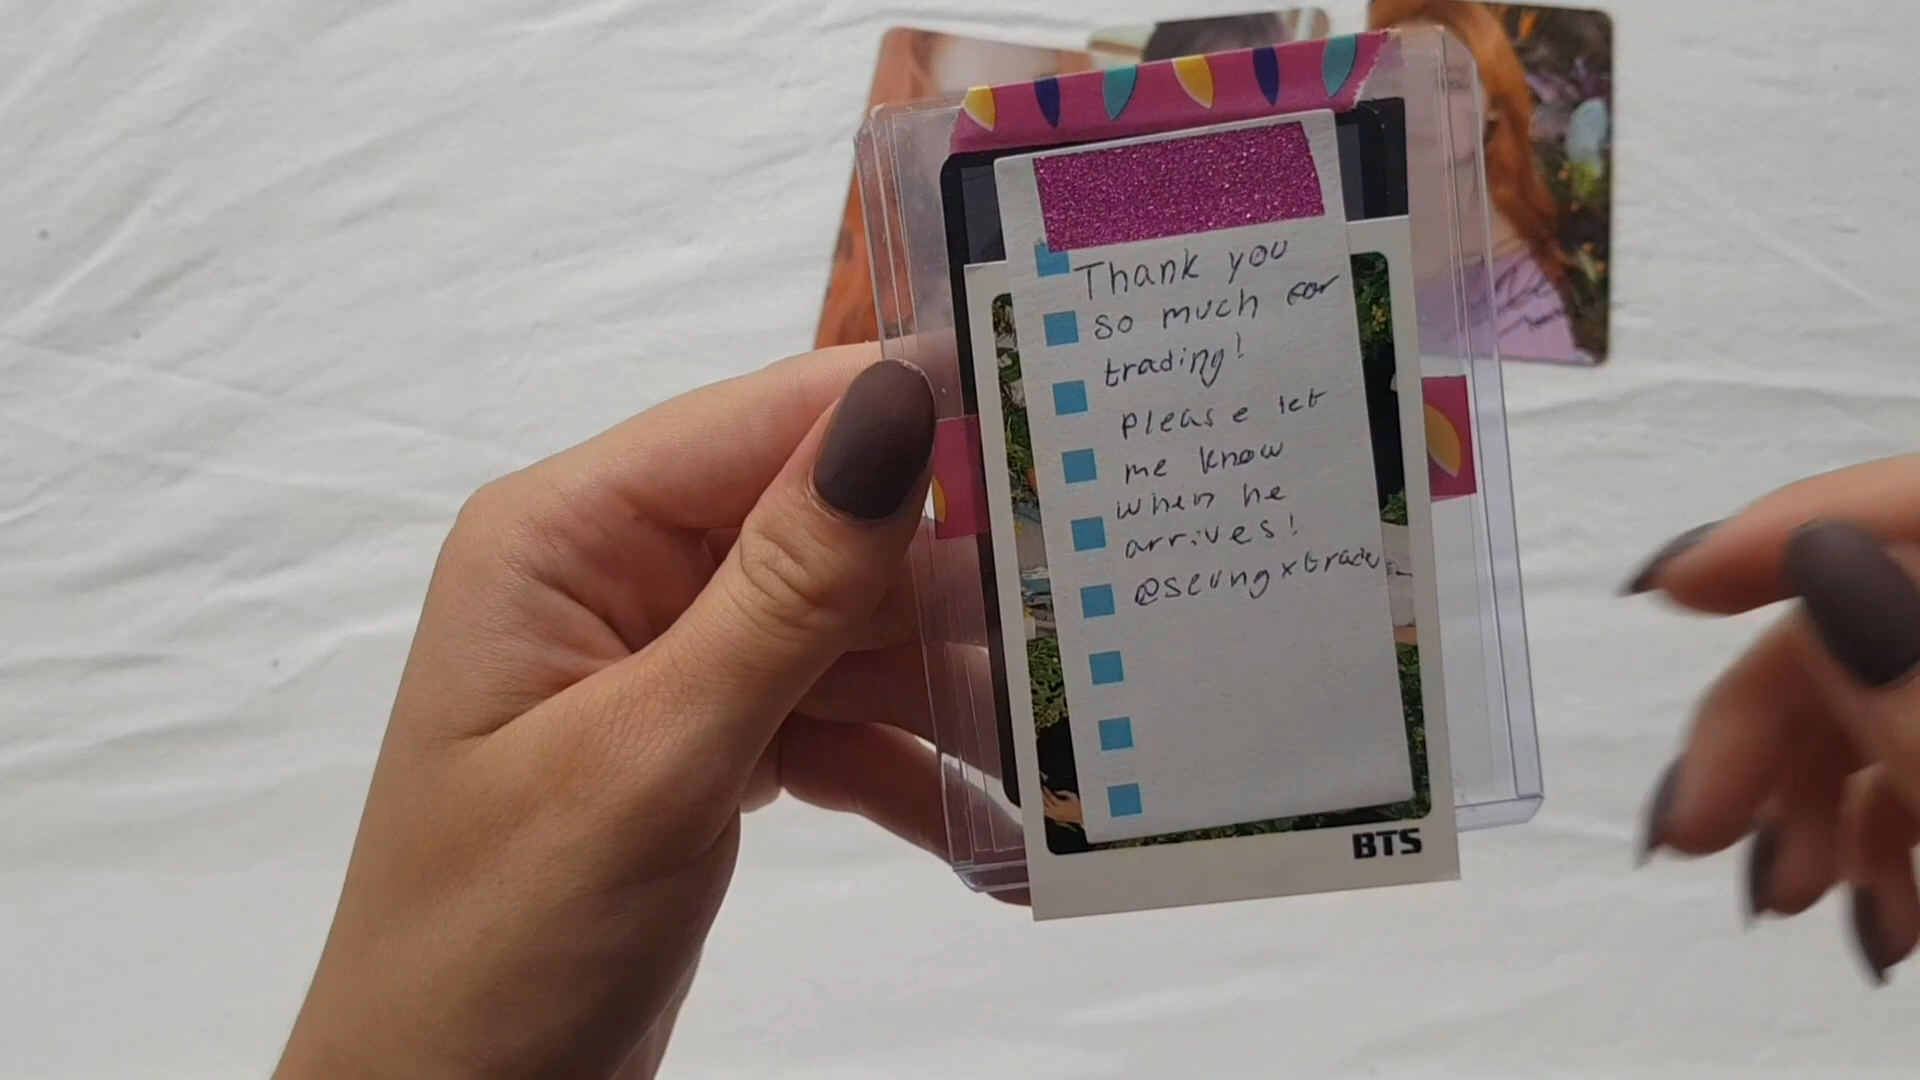 Thank you
so much for
trading!
Please let
me know
when he
arrives!
@seungxtrade
BTS